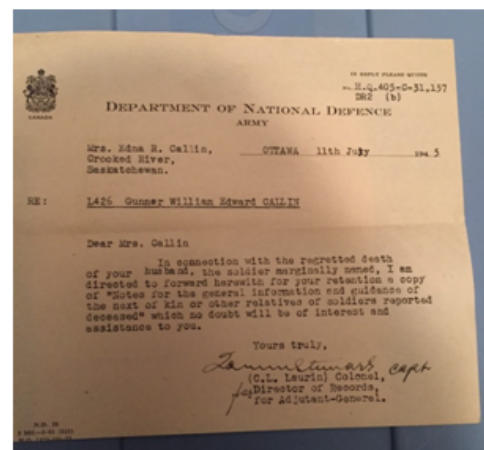 IN REPLY PLEASE QUOTE
No. H.Q. 405-C-31,137
DR2 (b)
CANADA
DEPARTMENT OF NATIONAL DEFENCE
ARMY
Mrs. Edna R. Callin, OTTAWA 11th July 1945
Crooked River,
Saskatchewan.
RE: L426 Gunner William Edward CALLIN
Dear Mrs. Callin
In connection with the regretted death
of your husband, the soldier marginally named, I am
directed to forward herewith for your retention a copy
of "Notes for the general information and guidance of
the next of kin or other relatives of soldiers reported
deceased" which no doubt will be of interest and
assistance to you.
Yours truly,
Capt
(C.L. Laurin) Colonel,
for Director of Records,
for Adjutant-General.